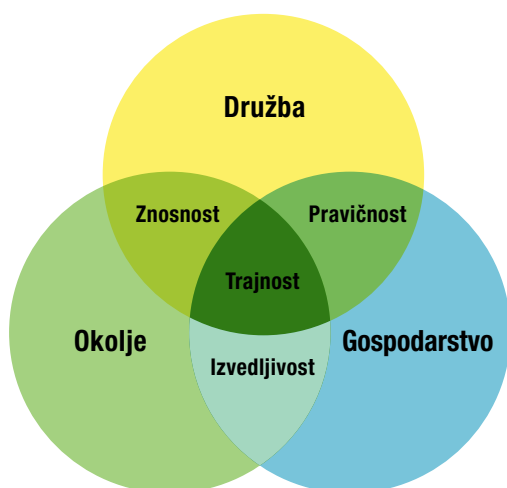 Družba
Znosnost
Pravičnost
Trajnost
Okolje
Gospodarstvo
Izvedljivost